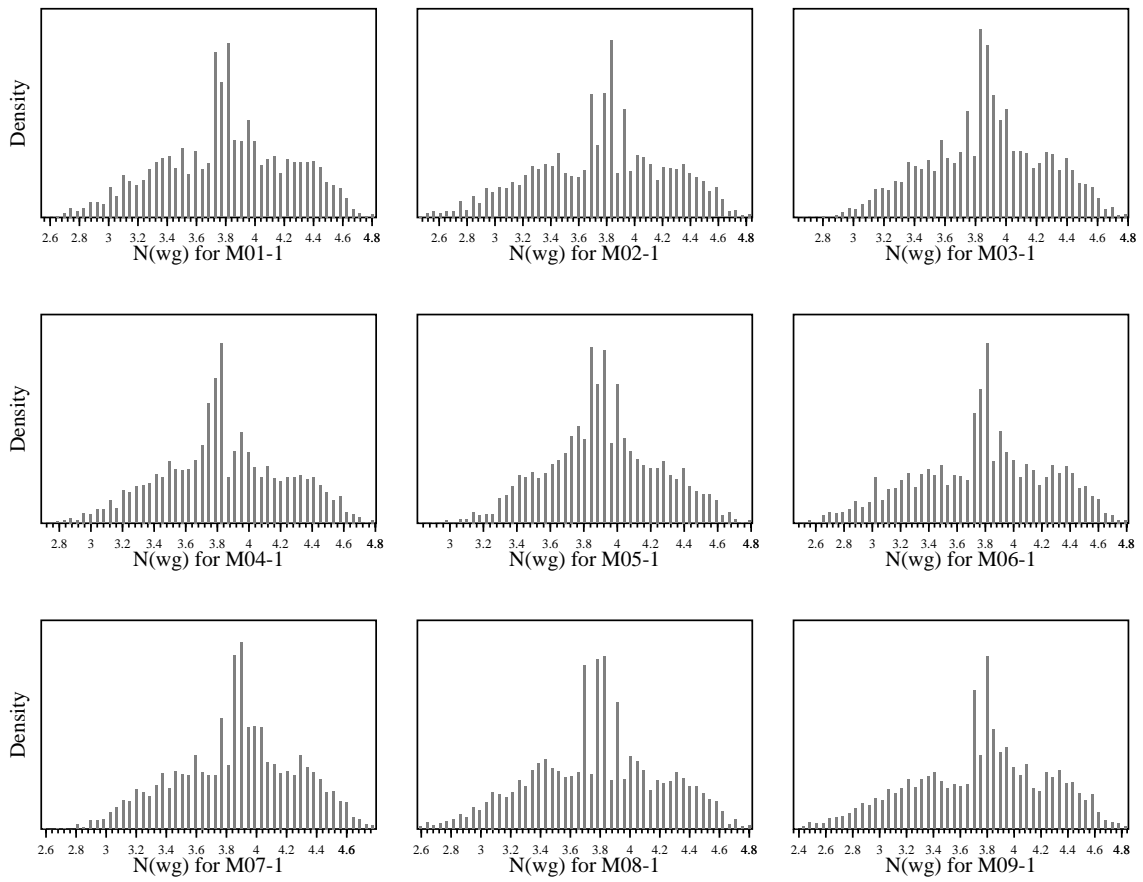 Density
2.6 2.8 3 3.2 3.4 3.6 3.8 4 4.2 4.4 4.6 4.8
N(wg) for M01-1
2.6 2.8 3 3.2 3.4 3.6 3.8 4 4.2 4.4 4.6 4.8
N(wg) for M02-1
2.8 3 3.2 3.4 3.6 3.8 4 4.2 4.4 4.6 4.8
N(wg) for M03-1
Density
2.8 3 3.2 3.4 3.6 3.8 4 4.2 4.4 4.6 4.8
N(wg) for M04-1
3 3.2 3.4 3.6 3.8 4 4.2 4.4 4.6 4.8
N(wg) for M05-1
2.6 2.8 3 3.2 3.4 3.6 3.8 4 4.2 4.4 4.6 4.8
N(wg) for M06-1
Density
2.6 2.8 3 3.2 3.4 3.6 3.8 4 4.2 4.4 4.6
N(wg) for M07-1
2.6 2.8 3 3.2 3.4 3.6 3.8 4 4.2 4.4 4.6 4.8
N(wg) for M08-1
2.4 2.6 2.8 3 3.2 3.4 3.6 3.8 4 4.2 4.4 4.6 4.8
N(wg) for M09-1